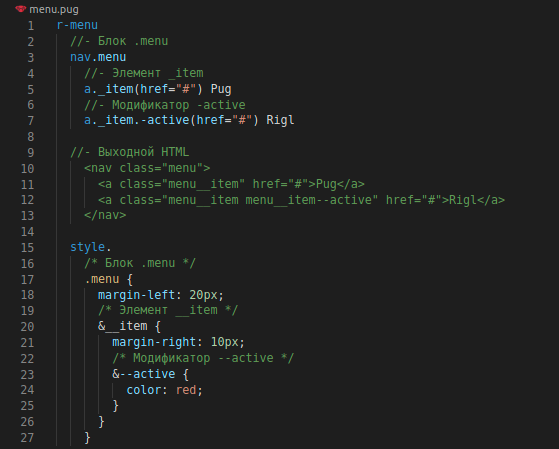 menu.pug
1 r-menu
2 //- Блок .menu
3 nav.menu
4 //- Элемент _item
5 a._item(href="#") Pug
6 //- Модификатор -active
7 a._item.-active(href="#") Rigl
8
9 //- Выходной HTML
10 <nav class="menu">
11 <a class="menu__item" href="#">Pug</a>
12 <a class="menu__item menu__item--active" href="#">Rigl</a>
13 </nav>
14
15 style.
16 /* Блок .menu */
17 .menu {
18 margin-left: 20px;
19 /* Элемент __item */
20 &__item {
21 margin-right: 10px;
22 /* Модификатор --active */
23 &--active {
24 color: red;
25 }
26 }
27 }